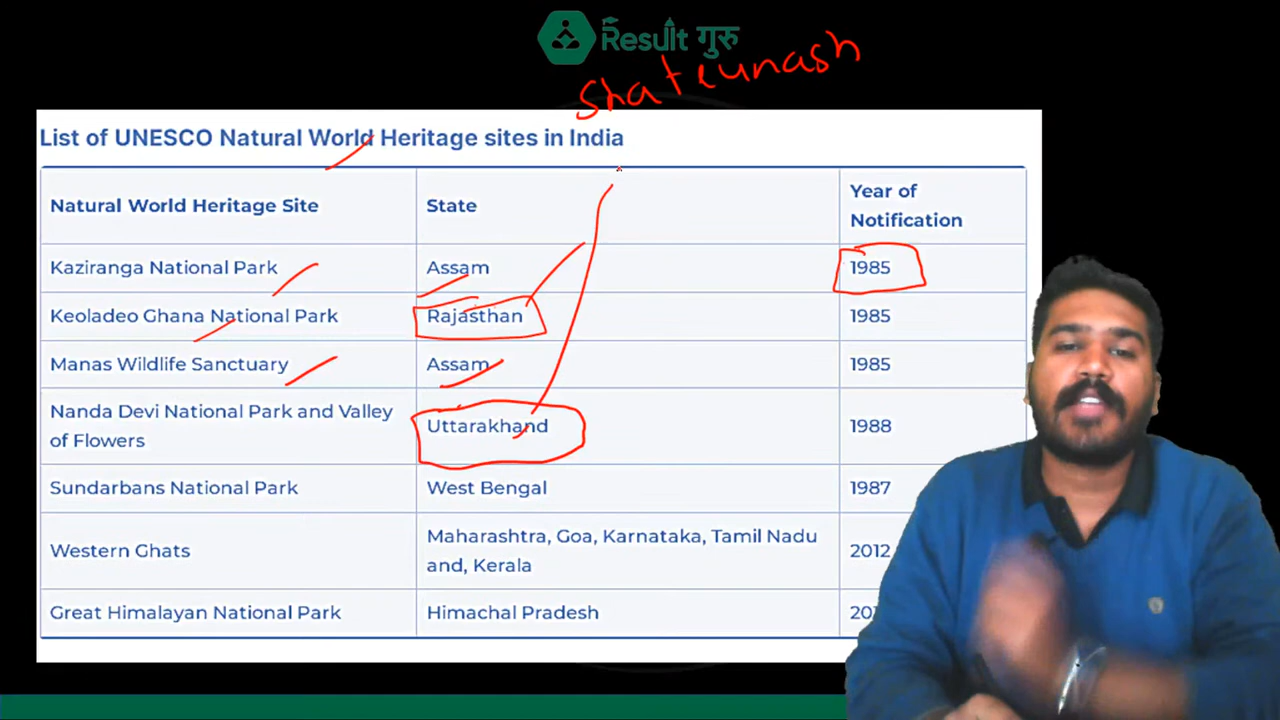 Result गुरु
shateunash
List of UNESCO Natural World Heritage sites in India
Natural World Heritage Site State Year of
Notification
Kaziranga National Park Assam 1985
Keoladeo Ghana National Park Rajasthan 1985
Manas Wildlife Sanctuary Assam 1985
Nanda Devi National Park and Valley
of Flowers Uttarakhand 1988
Sundarbans National Park West Bengal 1987
Western Ghats Maharashtra, Goa, Karnataka, Tamil Nadu
and, Kerala 2012
Great Himalayan National Park Himachal Pradesh